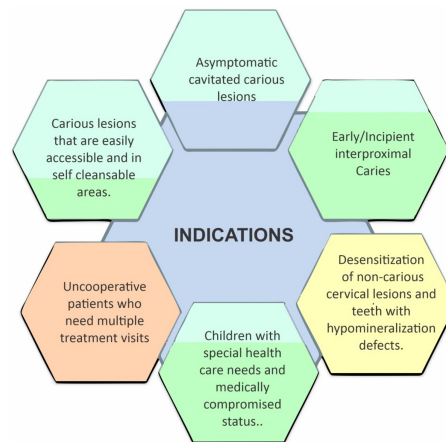 Asymptomatic
cavitated carious
lesions
Carious lesions
that are easily
accessible and in
self cleansable
areas.
Early/Incipient
interproximal
Caries
INDICATIONS
Uncooperative
patients who
need multiple
treatment visits
Desensitization
of non-carious
cervical lesions and
teeth with
hypomineralization
defects.
Children with
special health
care needs and
medically
compromised
status..